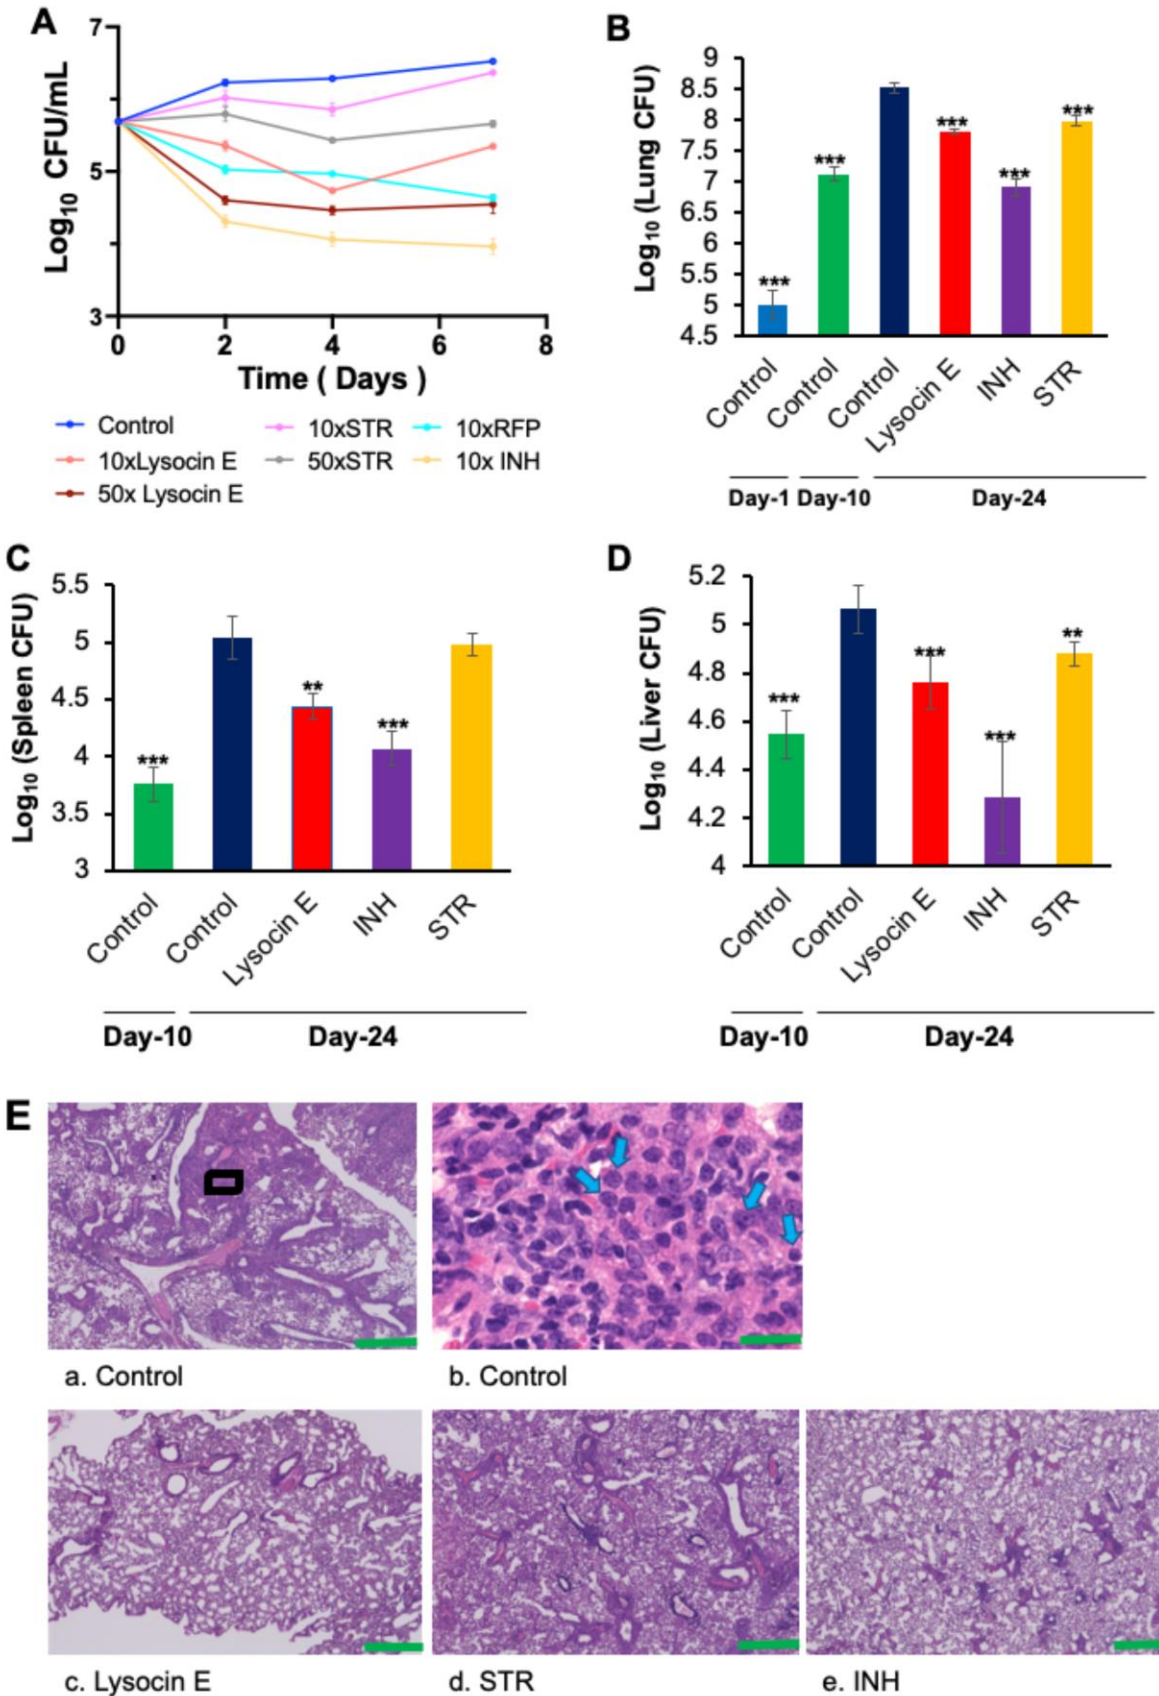 A
7
5
3
Log10 CFU/mL
0 2 4 6 8
Time ( Days )
Control
10xLysocin E
50x Lysocin E
10xSTR
50xSTR
10xRFP
10x INH
B
Log10 (Lung CFU)
9
8.5
8
7.5
7
6.5
6
5.5
5
4.5
*** *** *** *** ***
Control Control Control Lysocin E INH STR
Day-1 Day-10 Day-24
C
Log10 (Spleen CFU)
5.5
5
4.5
4
3.5
3
*** ** ***
Control Control Lysocin E INH STR
Day-10 Day-24
D
Log10 (Liver CFU)
5.2
5
4.8
4.6
4.4
4.2
4
*** *** *** **
Control Control Lysocin E INH STR
Day-10 Day-24
E
a. Control
b. Control
c. Lysocin E
d. STR
e. INH